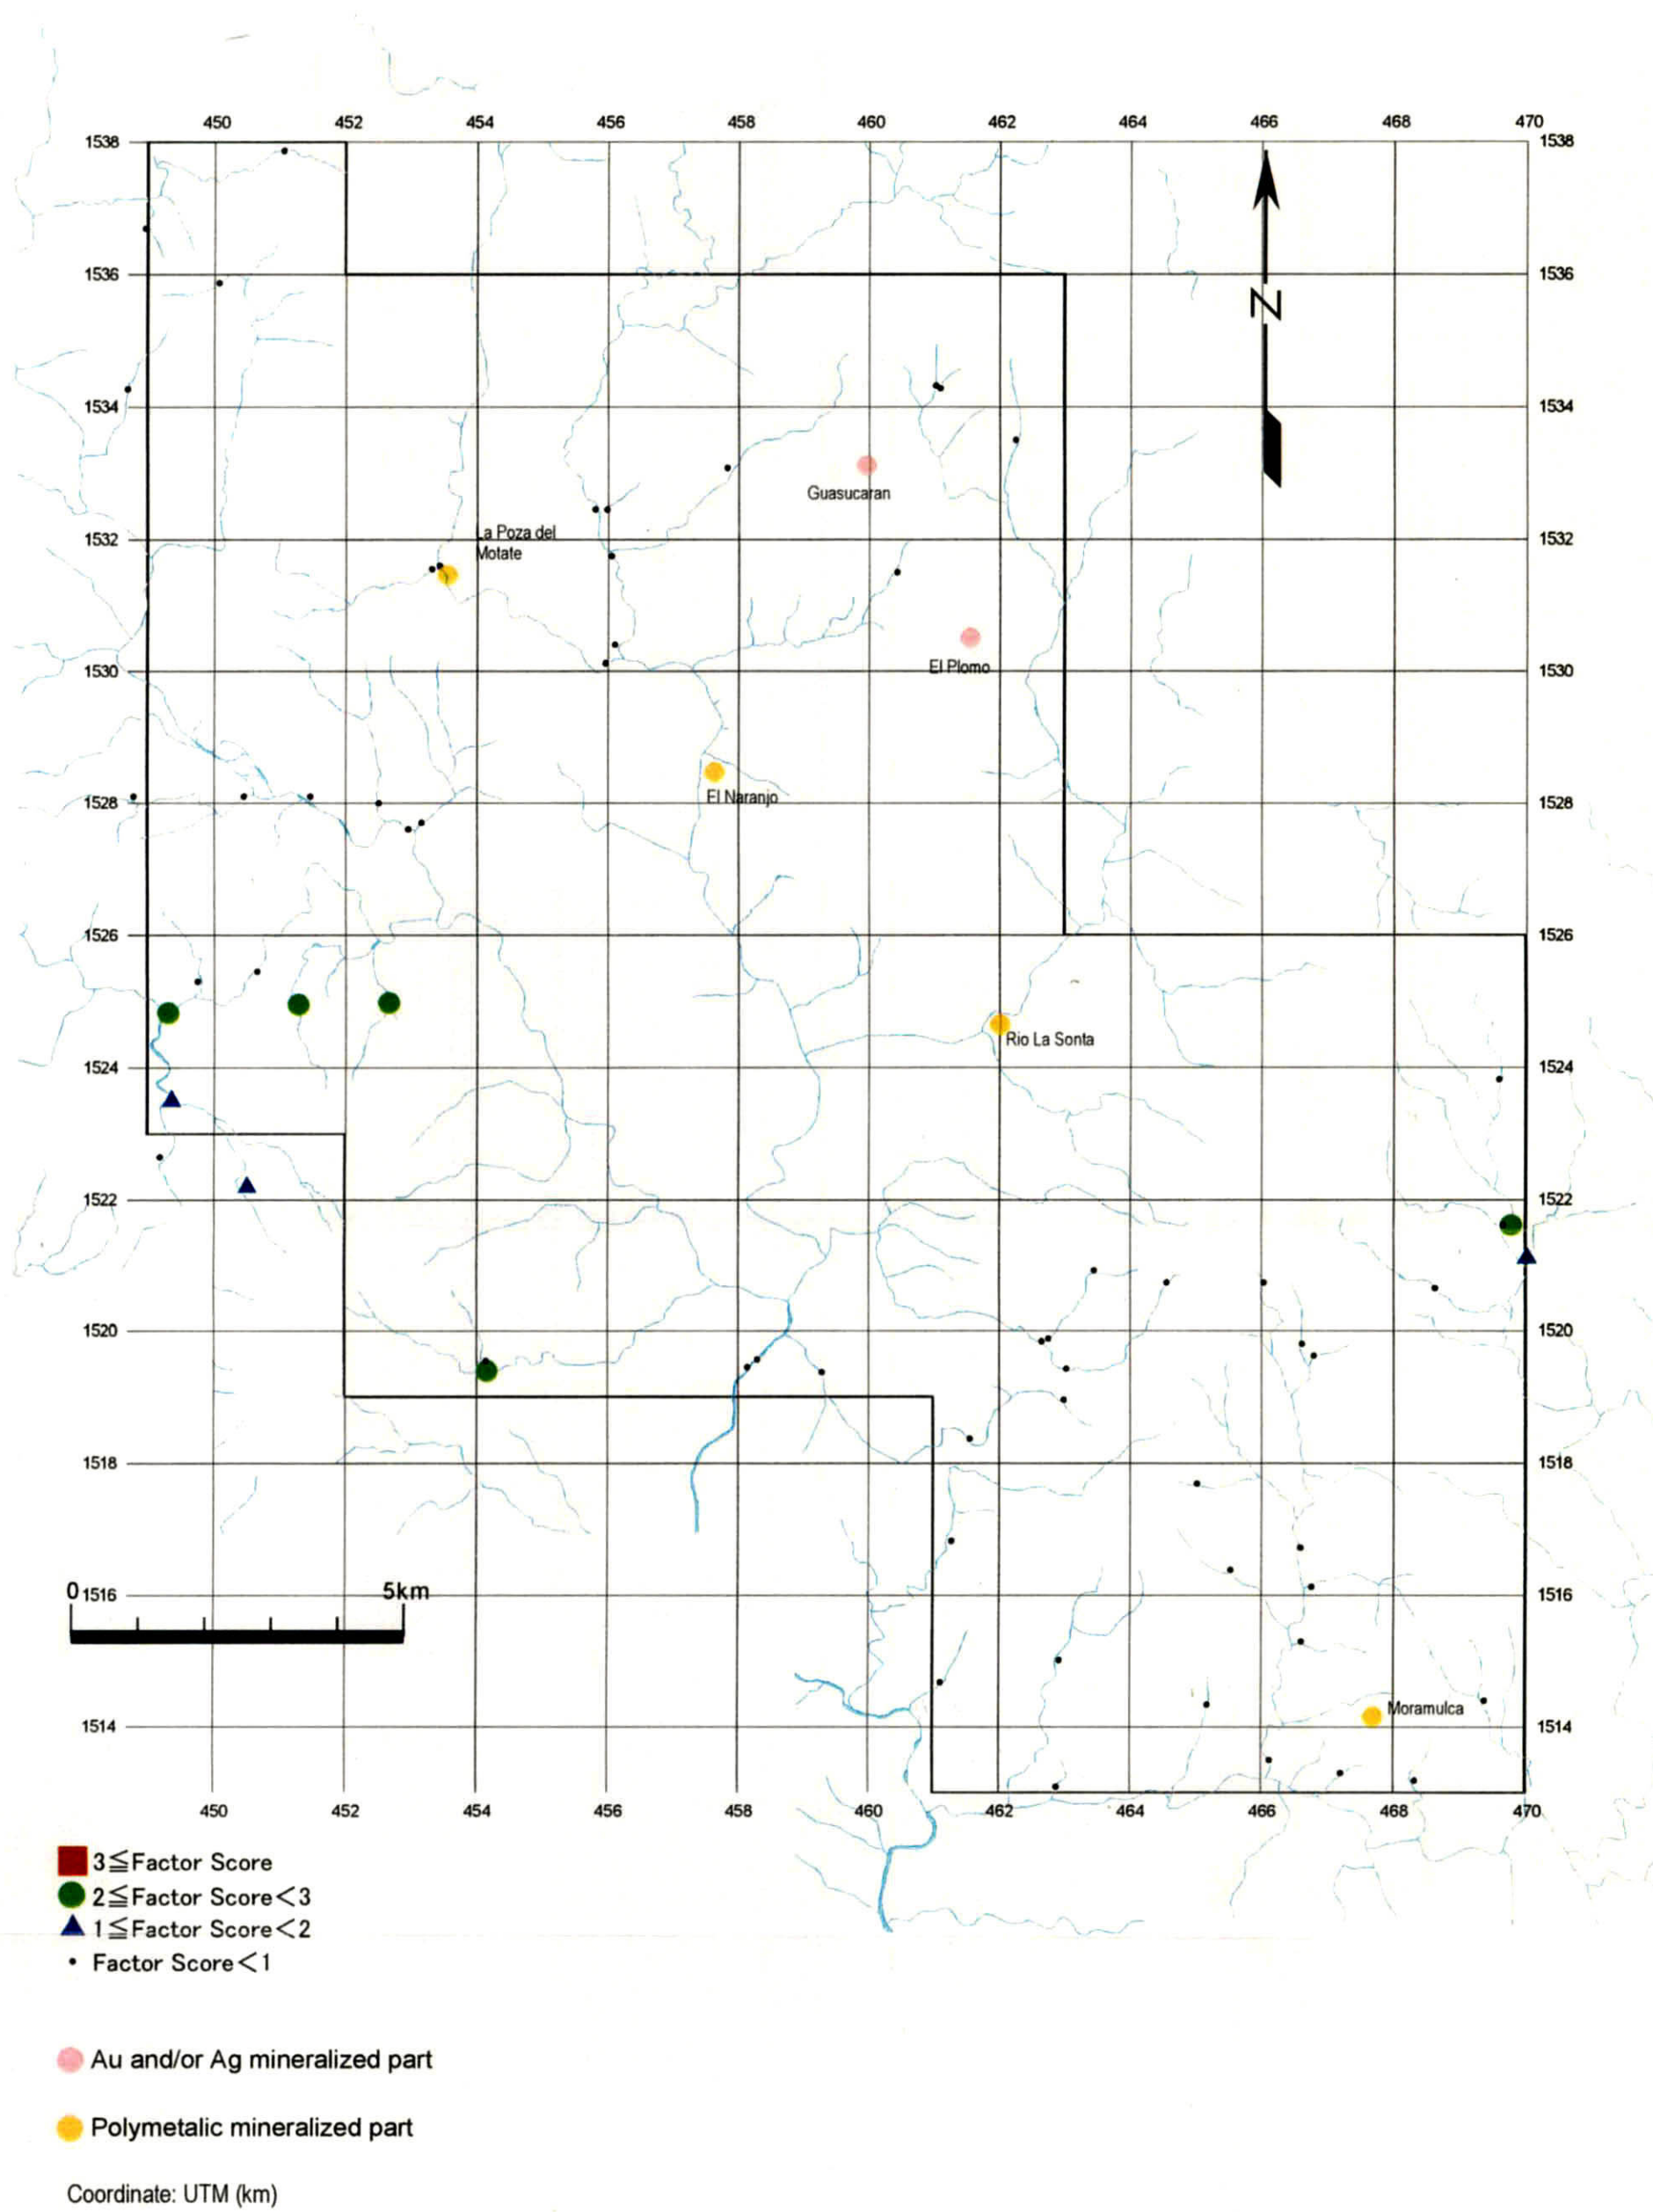 450 452 454 456 458 460 462 464 466 468 470
1538 1538
1536 1536
N
1534 1534
Guasucaran
La Poza del
Motate
1532 1532
El Plomo
1530 1530
El Naranjo
1528 1528
1526 1526
Rio La Sonta
1524 1524
1522 1522
1520 1520
1518 1518
0 5km
1516 1516
Moramulca
1514 1514
450 452 454 456 458 460 462 464 466 468 470
3≦Factor Score
2≦Factor Score<3
1≦Factor Score<2
Factor Score<1
Au and/or Ag mineralized part
Polymetalic mineralized part
Coordinate: UTM (km)